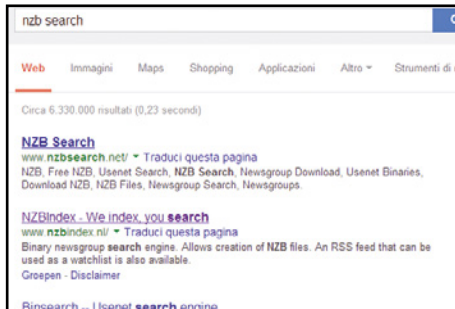 nzb search
Web Immagini Maps Shopping Applicazioni Altro Strumenti di
Circa 6.330.000 risultati (0,23 secondi)
NZB Search
www.nzbsearch.net/ Traduci questa pagina
NZB, Free NZB, Usenet Search, NZB Search, Newsgroup Download, Usenet Binaries,
Download NZB, NZB Files, Newsgroup Search, Newsgroups.
NZBIndex - We index, you search
www.nzbindex.nl/ Traduci questa pagina
Binary newsgroup search engine. Allows creation of NZB files. An RSS feed that can be
used as a watchlist is also available.
Groepen - Disclaimer
Binsearch -- Usenet search engine